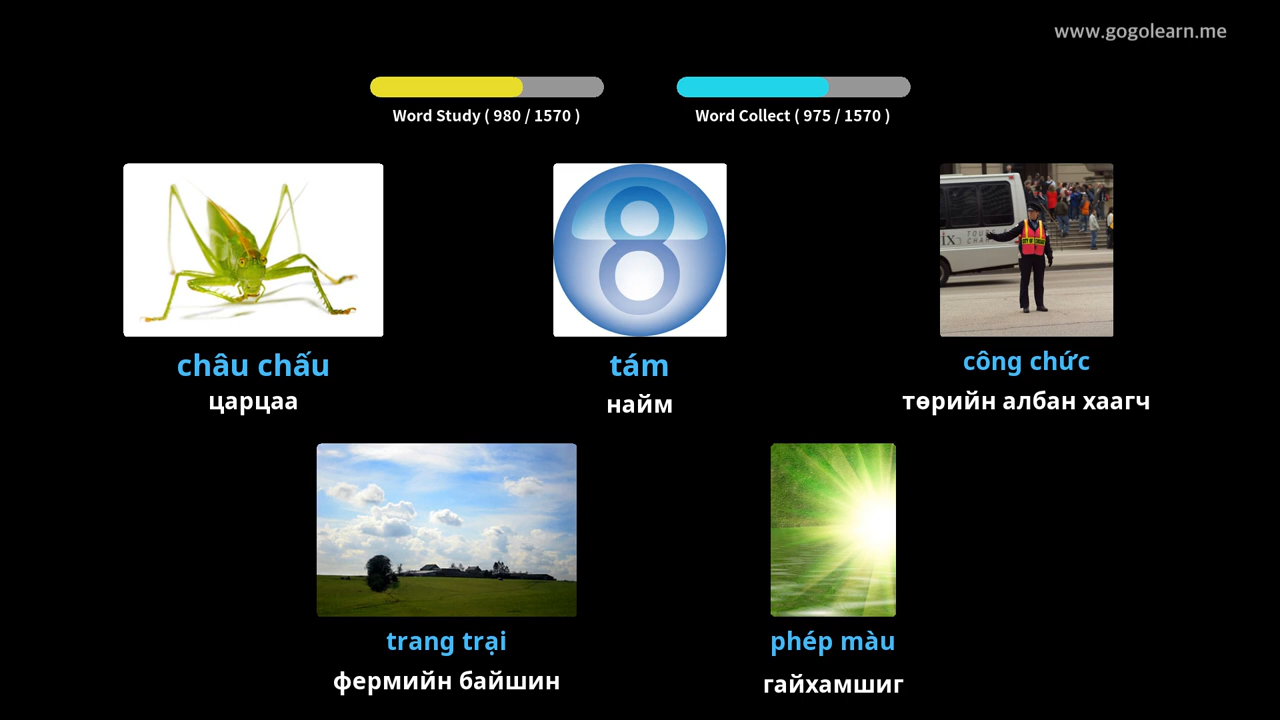 www.gogolearn.me
Word Study ( 980 / 1570 )
Word Collect ( 975 / 1570 )
8
châu chấu
царцаа
tám
найм
công chức
төрийн албан хаагч
trang trại
фермийн байшин
phép màu
гайхамшиг